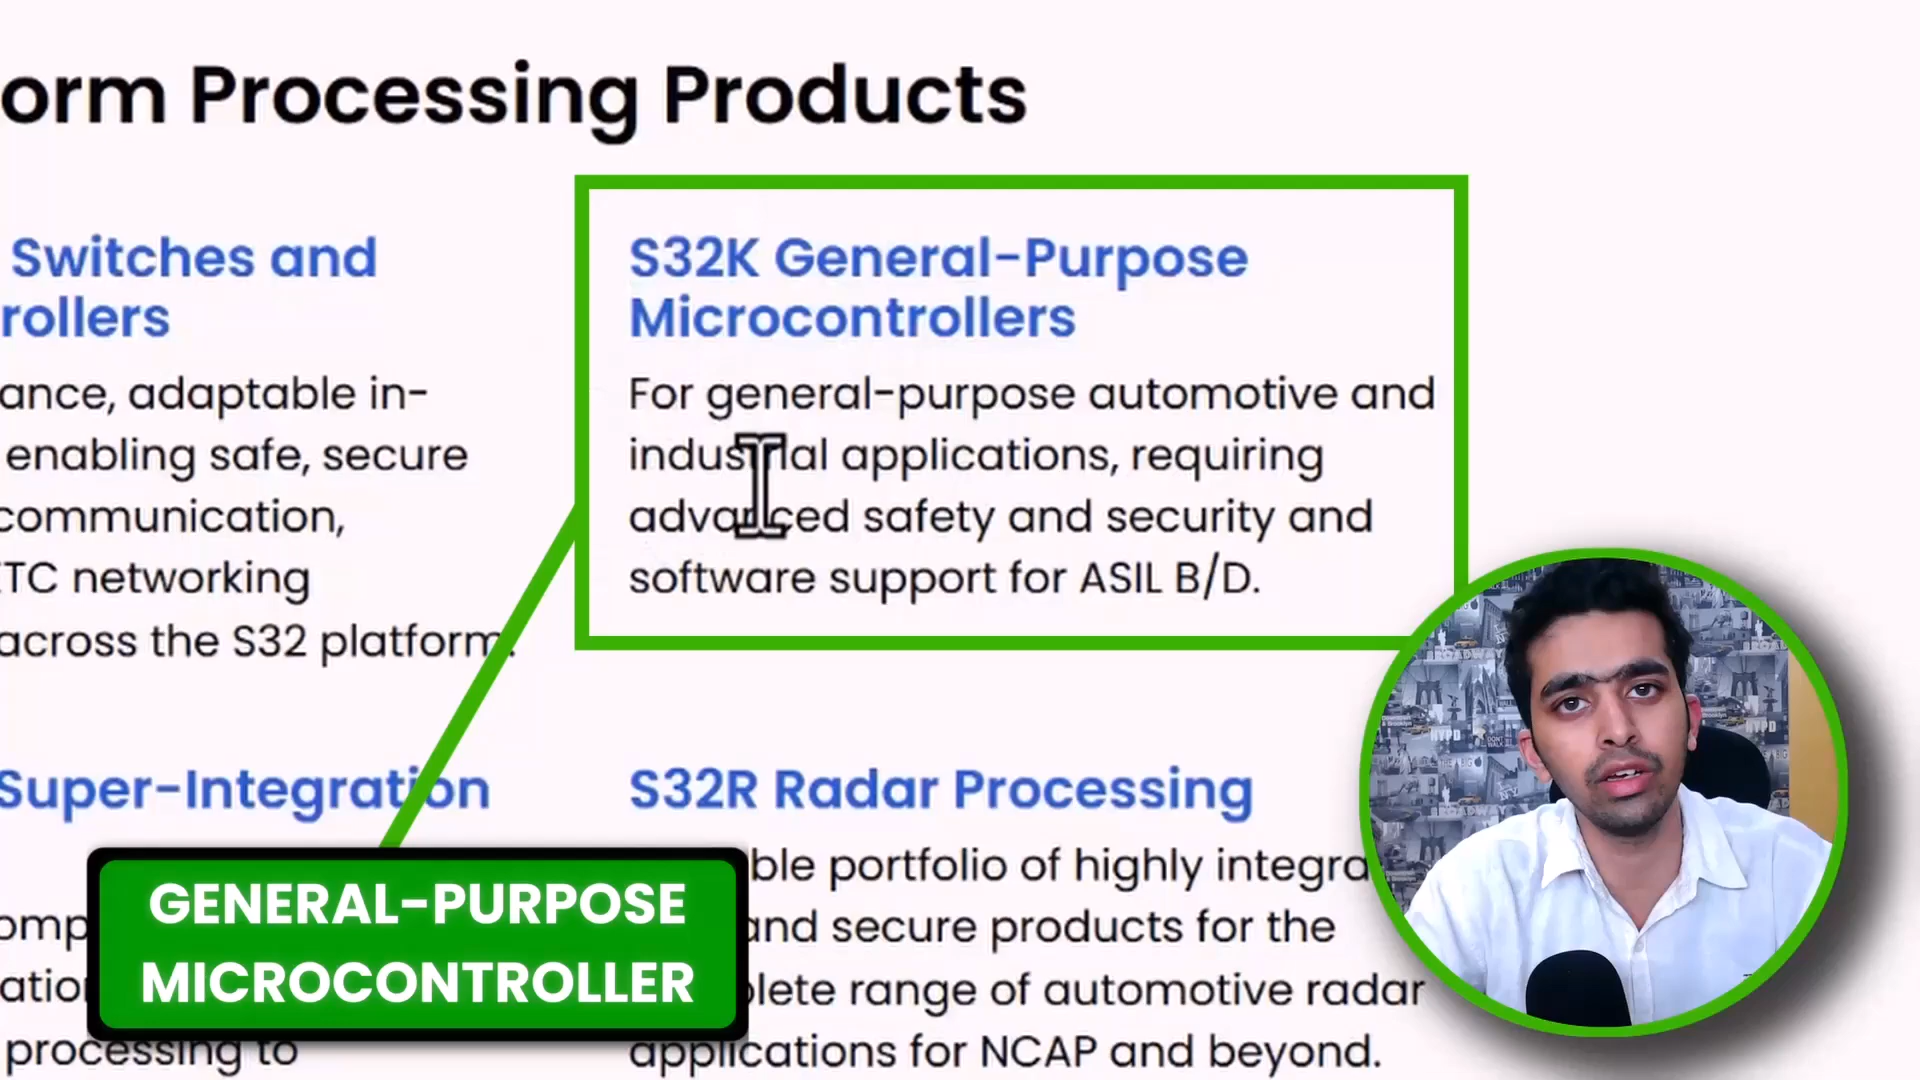 orm Processing Products
Switches and
rollers
ance, adaptable in-
enabling safe, secure
communication,
TC networking
across the S32 platform.
S32K General-Purpose
Microcontrollers
For general-purpose automotive and
industrial applications, requiring
advanced safety and security and
software support for ASIL B/D.
Super-Integration
omp
atio
processing to
S32R Radar Processing
ble portfolio of highly integra
and secure products for the
lete range of automotive radar
applications for NCAP and beyond.
GENERAL-PURPOSE
MICROCONTROLLER